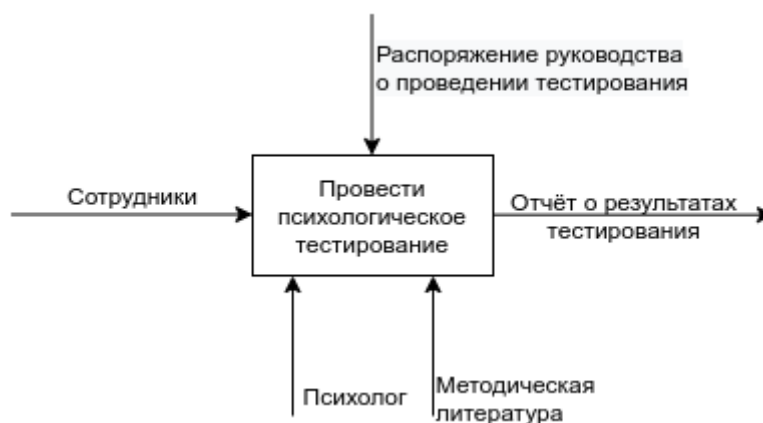 Распоряжение руководства
о проведении тестирования
Сотрудники
Провести
психологическое
тестирование
Отчёт о результатах
тестирования
Психолог
Методическая
литература